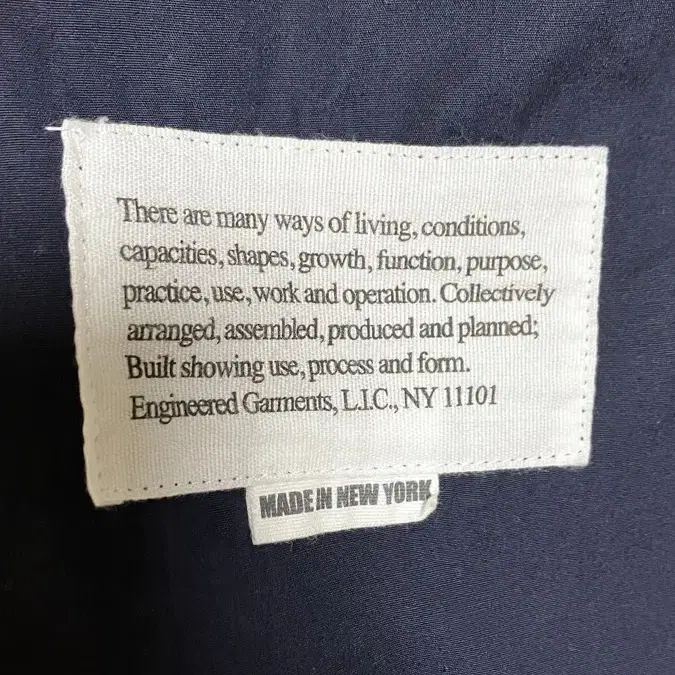 There are many ways of living, conditions,
capacities, shapes, growth, function, purpose,
practice, use, work and operation. Collectively
arranged, assembled, produced and planned;
Built showing use, process and form.
Engineered Garments, L.I.C., NY 11101
MADE IN NEW YORK